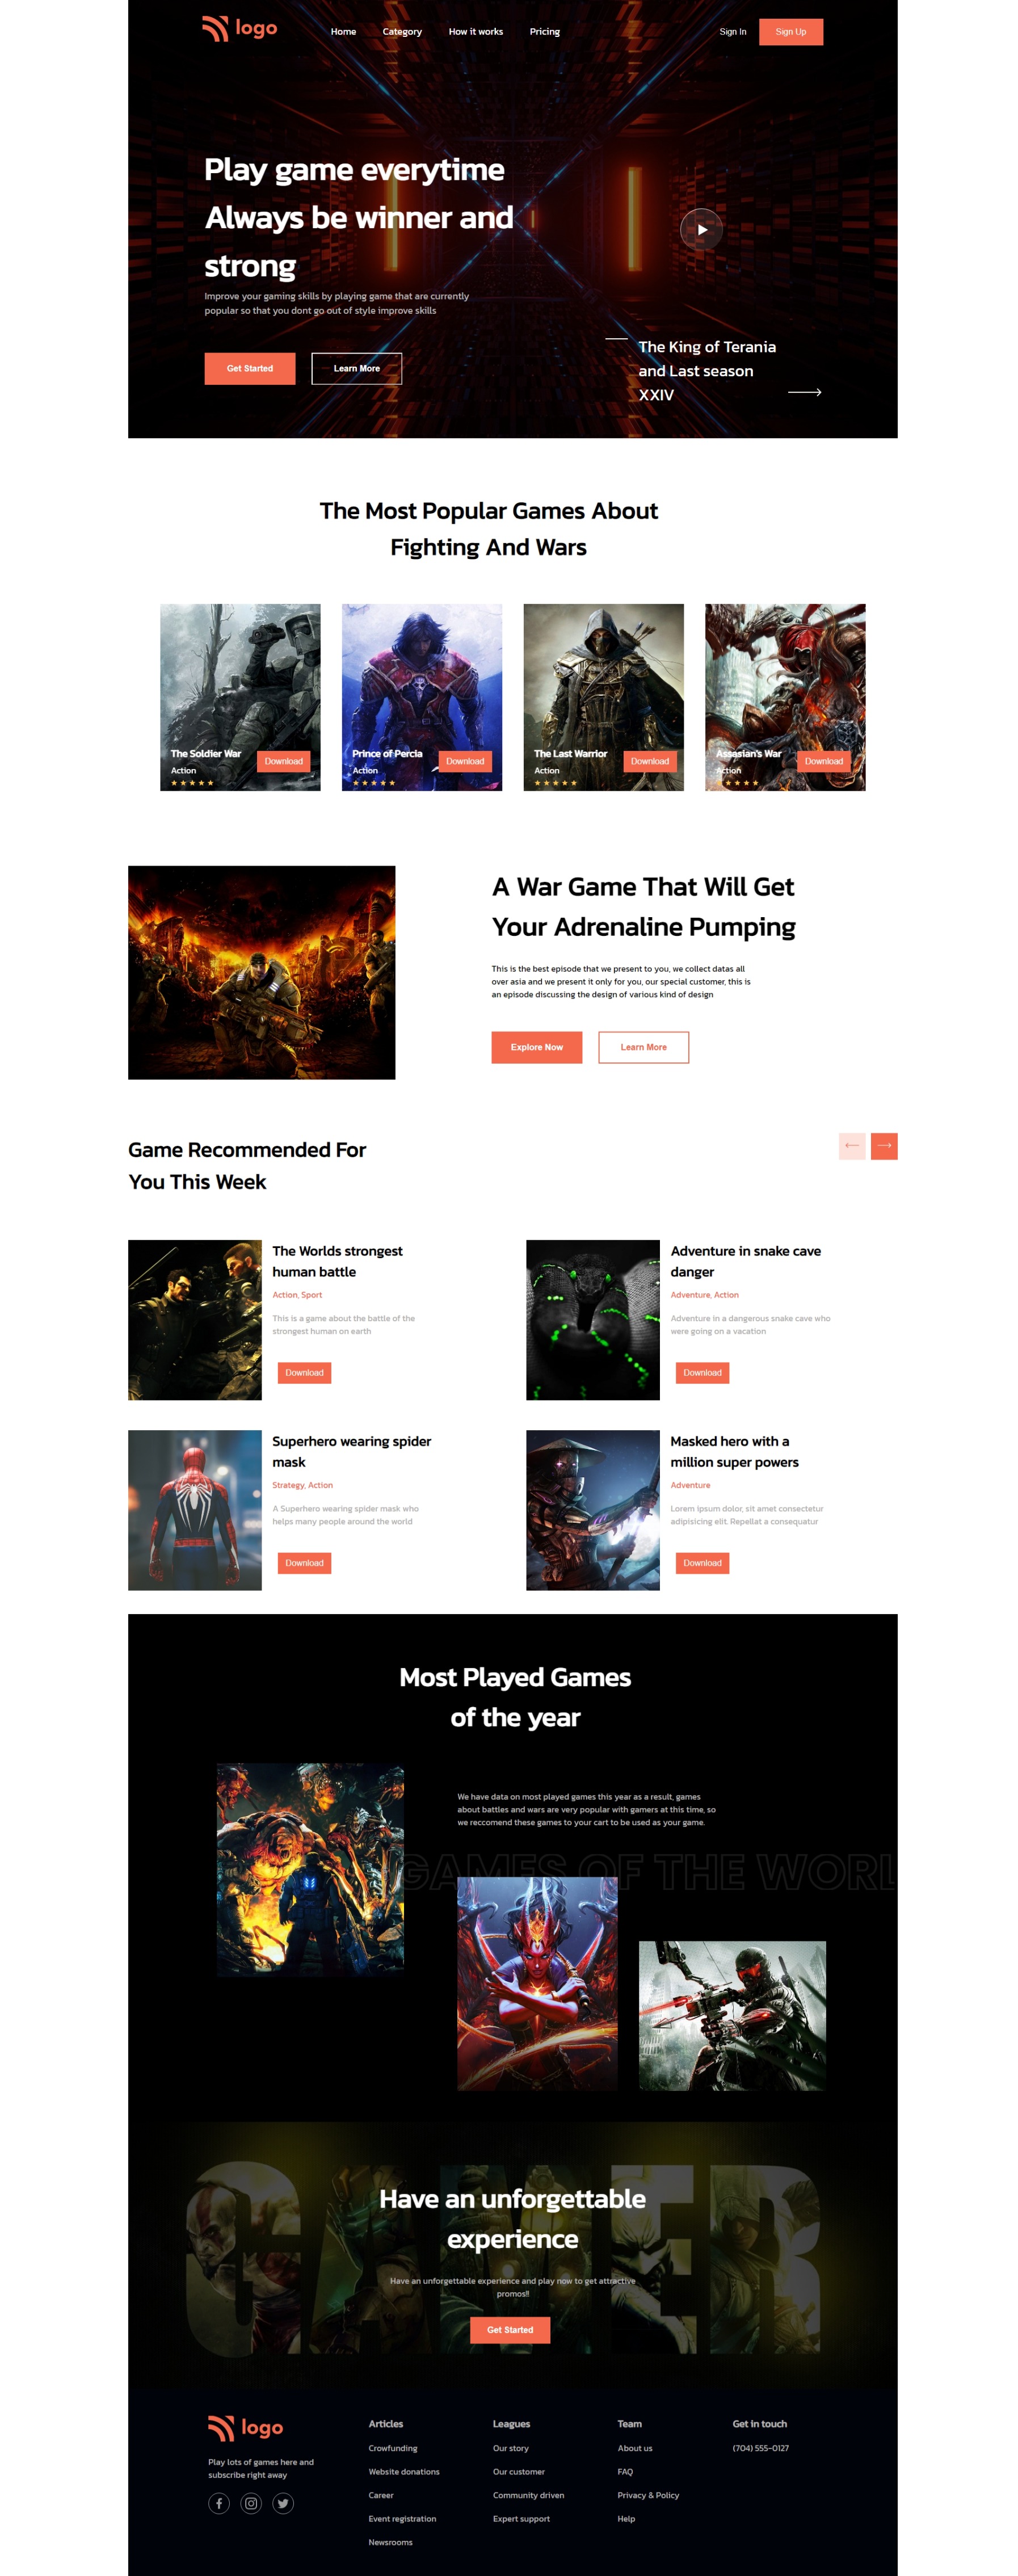 logo
Home
Category
How it works
Pricing
Sign In
Sign Up
Play game everytime
Always be winner and
strong
Improve your gaming skills by playing game that are currently
popular so that you dont go out of style improve skills
Get Started
Learn More
The King of Terania
and Last season
XXIV
The Most Popular Games About
Fighting And Wars
The Soldier War
Action
Download
Prince of Percia
Action
Download
The Last Warrior
Action
Download
Assasian's War
Action
Download
A War Game That Will Get
Your Adrenaline Pumping
This is the best episode that we present to you, we collect datas all
over asia and we present it only for you, our special customer, this is
an episode discussing the design of various kind of design
Explore Now
Learn More
Game Recommended For
You This Week
The Worlds strongest
human battle
Action, Sport
This is a game about the battle of the
strongest human on earth
Download
Adventure in snake cave
danger
Adventure, Action
Adventure in a dangerous snake cave who
were going on a vacation
Download
Superhero wearing spider
mask
Strategy, Action
A Superhero wearing spider mask who
helps many people around the world
Download
Masked hero with a
million super powers
Adventure
Lorem ipsum dolor, sit amet consectetur
adipisicing elit. Repellat a consequatur
Download
Most Played Games
of the year
We have data on most played games this year as a result, games
about battles and wars are very popular with gamers at this time, so
we reccomend these games to your cart to be used as your game.
GAMES OF THE WORL
GAMER
Have an unforgettable
experience
Have an unforgettable experience and play now to get attractive
promos!!
Get Started
logo
Play lots of games here and
subscribe right away
Articles
Crowfunding
Website donations
Career
Event registration
Newsrooms
Leagues
Our story
Our customer
Community driven
Expert support
Team
About us
FAQ
Privacy & Policy
Help
Get in touch
(704) 555-0127